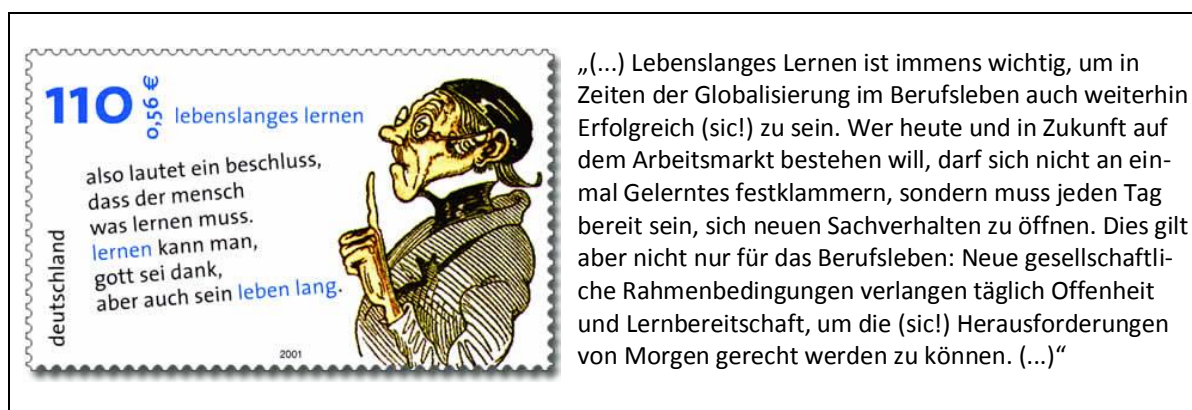 110 0,56 € lebenslanges lernen
also lautet ein beschluss,
dass der mensch
was lernen muss.
lernen kann man,
gott sei dank,
aber auch sein leben lang.
deutschland
2001
„(...) Lebenslanges Lernen ist immens wichtig, um in
Zeiten der Globalisierung im Berufsleben auch weiterhin
Erfolgreich (sic!) zu sein. Wer heute und in Zukunft auf
dem Arbeitsmarkt bestehen will, darf sich nicht an ein-
mal Gelerntes festklammern, sondern muss jeden Tag
bereit sein, sich neuen Sachverhalten zu öffnen. Dies gilt
aber nicht nur für das Berufsleben: Neue gesellschaftli-
che Rahmenbedingungen verlangen täglich Offenheit
und Lernbereitschaft, um die (sic!) Herausforderungen
von Morgen gerecht werden zu können. (...)“